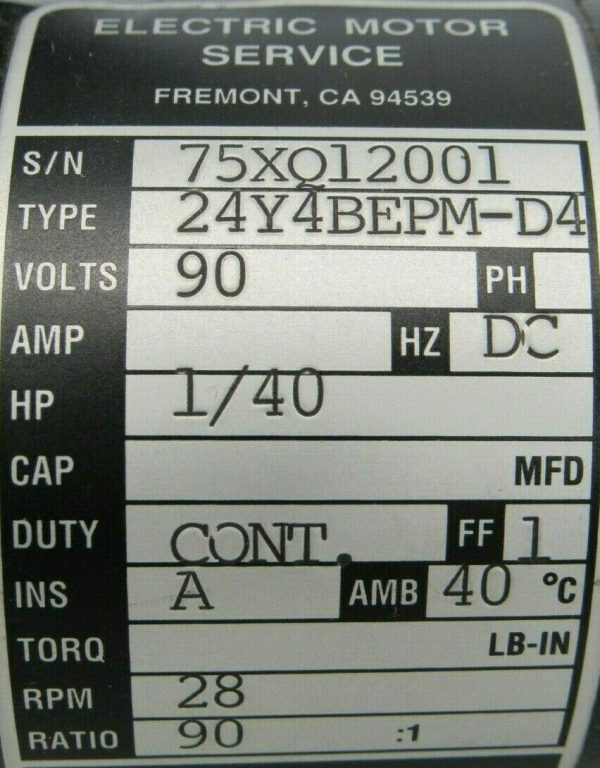 ELECTRIC MOTOR
SERVICE
FREMONT, CA 94539
S/N 75XQ12001
TYPE 24Y4BEPM-D4
VOLTS 90 PH
AMP HZ DC
HP 1/40
CAP MFD
DUTY CONT. FF 1
INS A AMB 40 °C
TORQ LB-IN
RPM 28
RATIO 90 :1